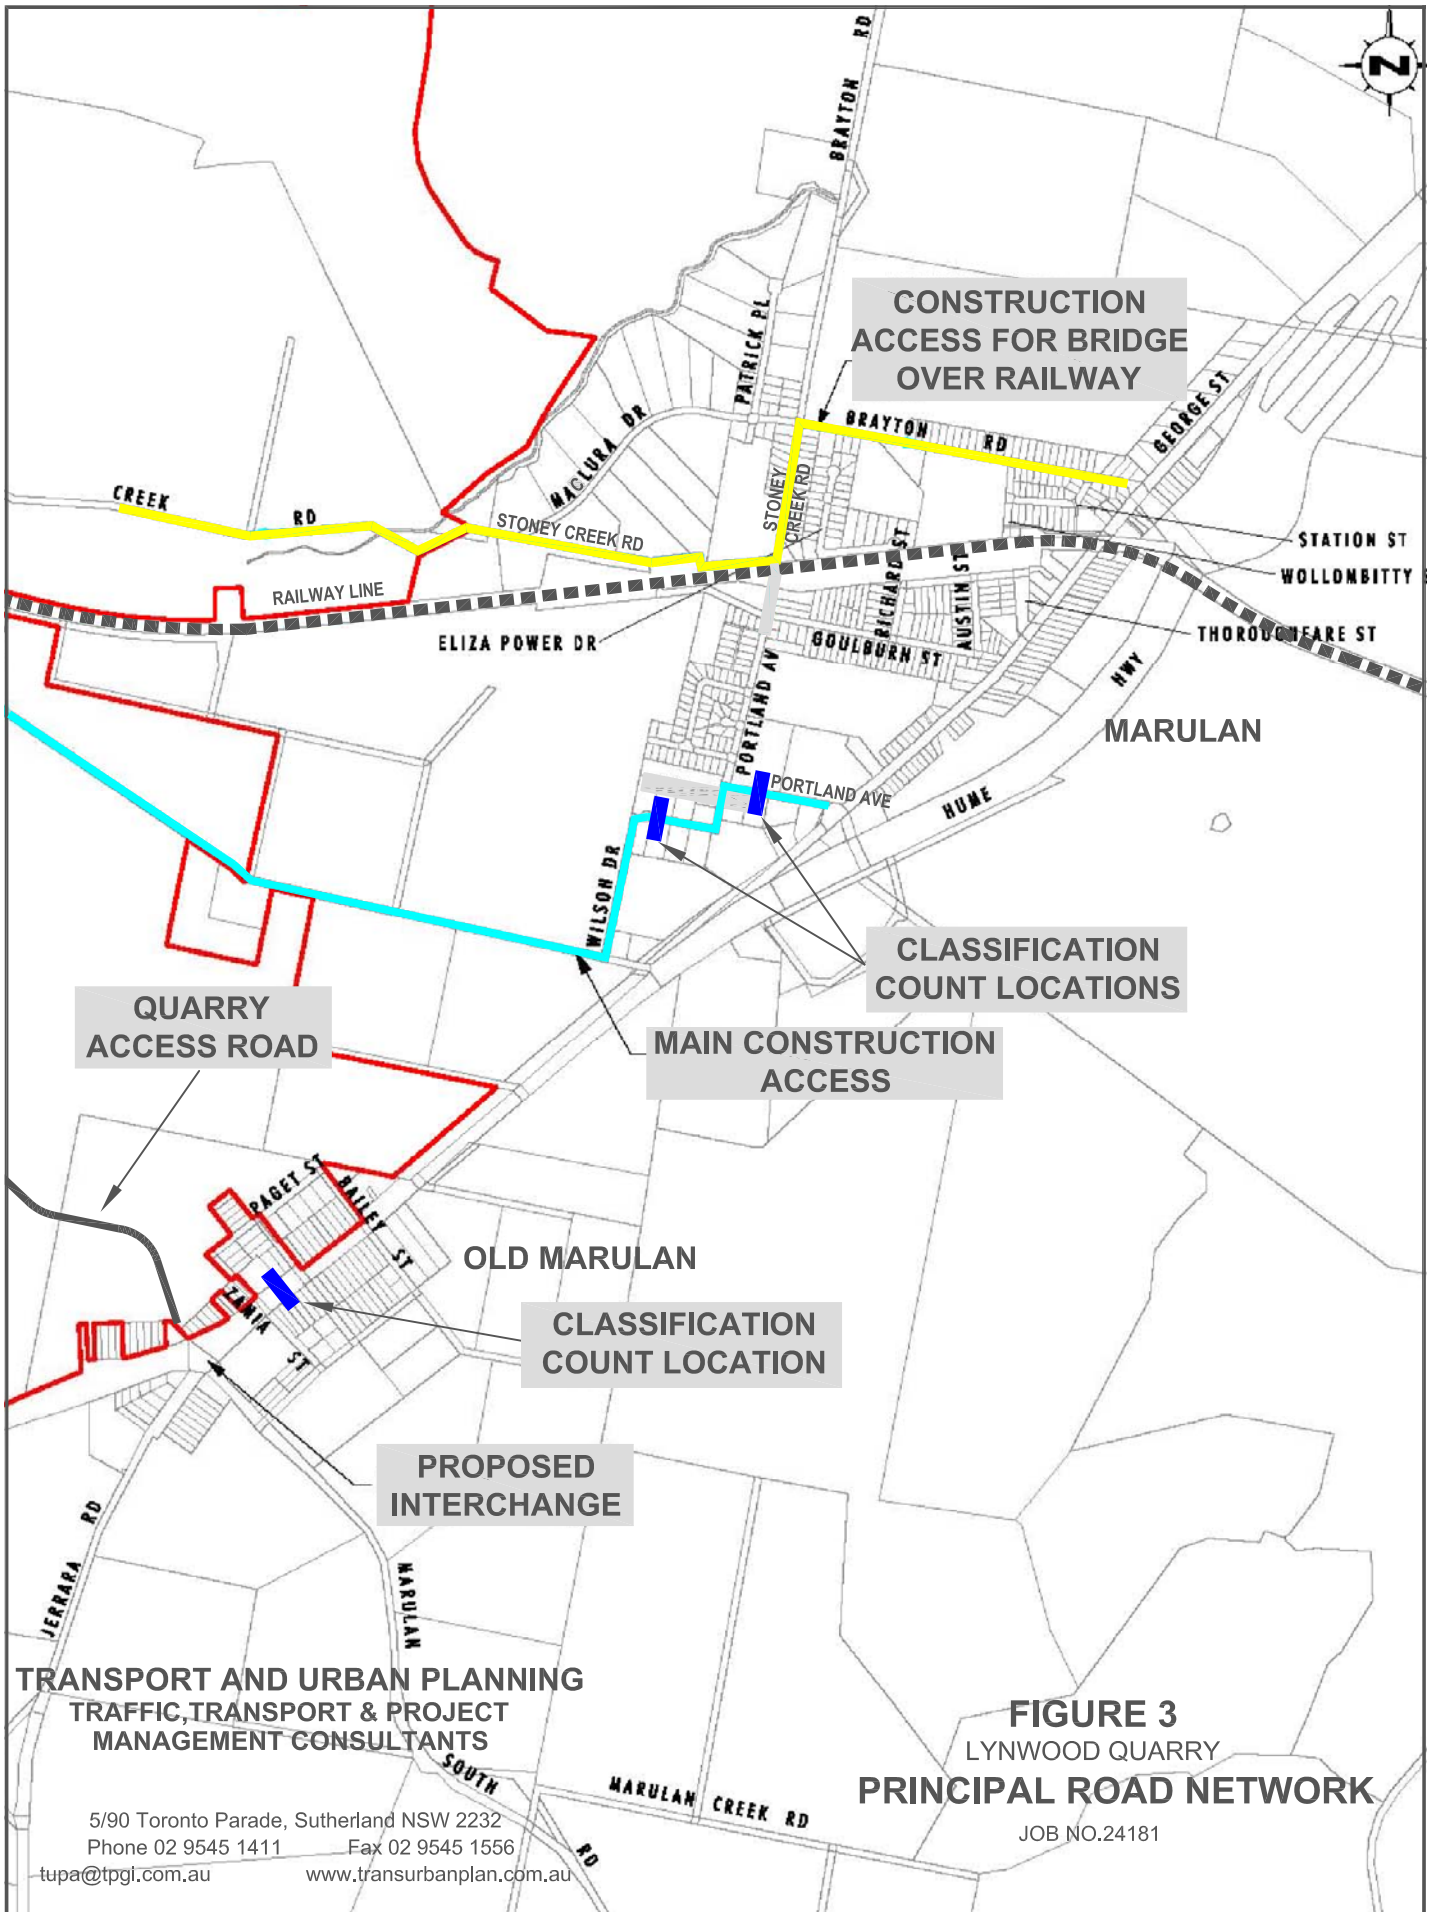 N
BRAYTON RD
CONSTRUCTION
ACCESS FOR BRIDGE
OVER RAILWAY
PATRICK PL
GEORGE ST
MACLURA DR
BRAYTON RD
CREEK RD
STONEY CREEK RD
STONEY
CREEK RD
RICHARD ST
AUSTIN ST
STATION ST
WOLLOMBITTY
RAILWAY LINE
ELIZA POWER DR
GOULBURN ST
THOROUGHFARE ST
HWY
MARULAN
PORTLAND AV
PORTLAND AVE
HUME
WILSON DR
CLASSIFICATION
COUNT LOCATIONS
QUARRY
ACCESS ROAD
MAIN CONSTRUCTION
ACCESS
PAGET ST
BAILEY ST
OLD MARULAN
ZAMIA ST
CLASSIFICATION
COUNT LOCATION
PROPOSED
INTERCHANGE
JERRARA RD
MARULAN
SOUTH
RD
MARULAN CREEK RD
TRANSPORT AND URBAN PLANNING
TRAFFIC,TRANSPORT & PROJECT
MANAGEMENT CONSULTANTS
5/90 Toronto Parade, Sutherland NSW 2232
Phone 02 9545 1411 Fax 02 9545 1556
tupa@tpgi.com.au www.transurbanplan.com.au
FIGURE 3
LYNWOOD QUARRY
PRINCIPAL ROAD NETWORK
JOB NO.24181